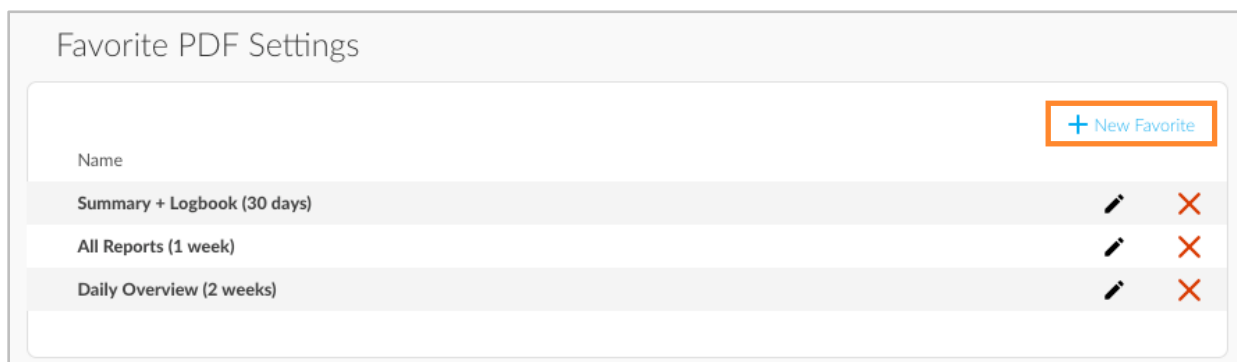 Favorite PDF Settings
+ New Favorite
Name
Summary + Logbook (30 days)
All Reports (1 week)
Daily Overview (2 weeks)